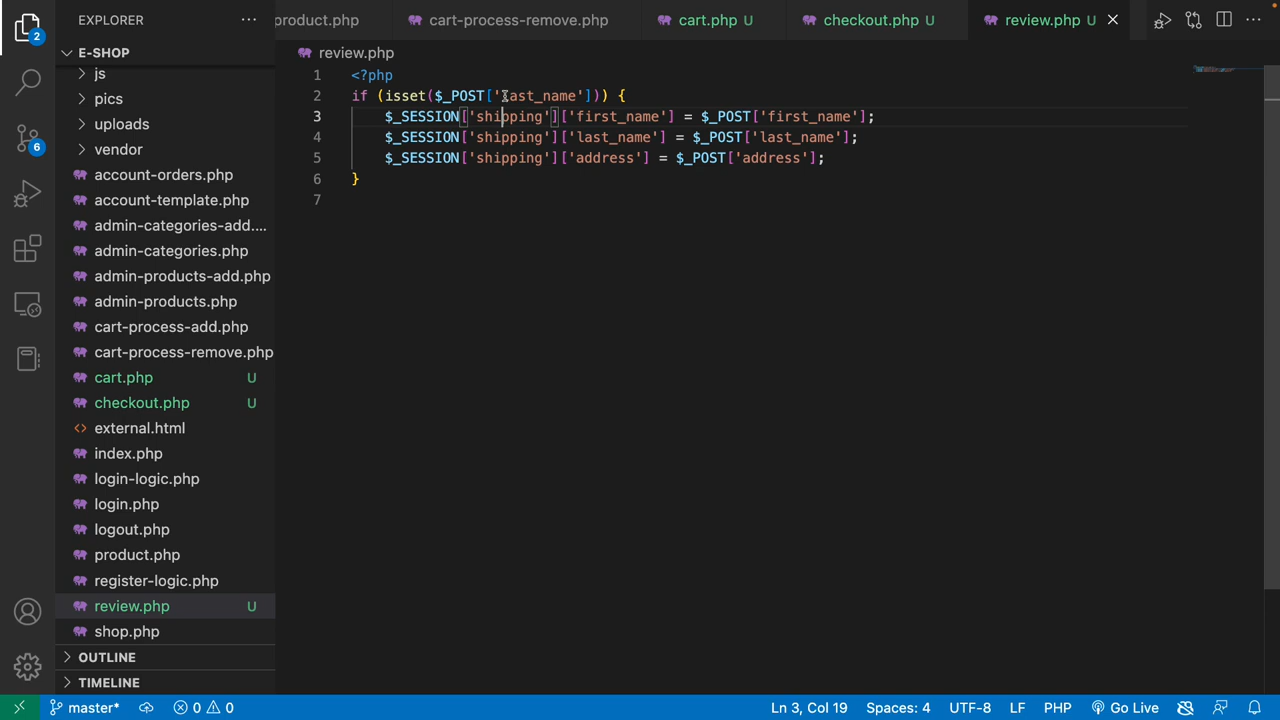 EXPLORER
E-SHOP
js
pics
uploads
vendor
account-orders.php
account-template.php
admin-categories-add....
admin-categories.php
admin-products-add.php
admin-products.php
cart-process-add.php
cart-process-remove.php
cart.php U
checkout.php U
external.html
index.php
login-logic.php
login.php
logout.php
product.php
register-logic.php
review.php U
shop.php
OUTLINE
TIMELINE
2
6
product.php cart-process-remove.php cart.php U checkout.php U review.php U
review.php
1 <?php
2 if (isset($_POST['last_name'])) {
3 $_SESSION['shipping']['first_name'] = $_POST['first_name'];
4 $_SESSION['shipping']['last_name'] = $_POST['last_name'];
5 $_SESSION['shipping']['address'] = $_POST['address'];
6 }
7
master* 0 0 Ln 3, Col 19 Spaces: 4 UTF-8 LF PHP Go Live